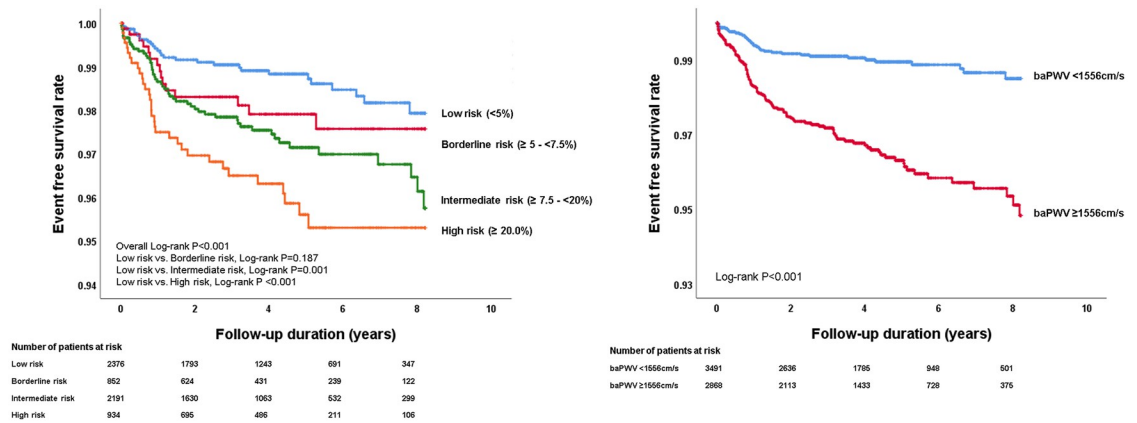 1.00
0.99
0.98
0.97
0.96
0.95
0.94
Event free survival rate
Low risk (<5%)
Borderline risk (≥ 5 - <7.5%)
Intermediate risk (≥ 7.5 - <20%)
High risk (≥ 20.0%)
Overall Log-rank P<0.001
Low risk vs. Borderline risk, Log-rank P=0.187
Low risk vs. Intermediate risk, Log-rank P=0.001
Low risk vs. High risk, Log-rank P <0.001
0 2 4 6 8 10
Follow-up duration (years)
Number of patients at risk
Low risk 2376 1793 1243 691 347
Borderline risk 852 624 431 239 122
Intermediate risk 2191 1630 1063 532 299
High risk 934 695 486 211 106
0.99
0.97
0.95
0.93
Event free survival rate
baPWV <1556cm/s
baPWV ≥1556cm/s
Log-rank P<0.001
0 2 4 6 8 10
Follow-up duration (years)
Number of patients at risk
baPWV <1556cm/s 3491 2636 1785 948 501
baPWV ≥1556cm/s 2868 2113 1433 728 375